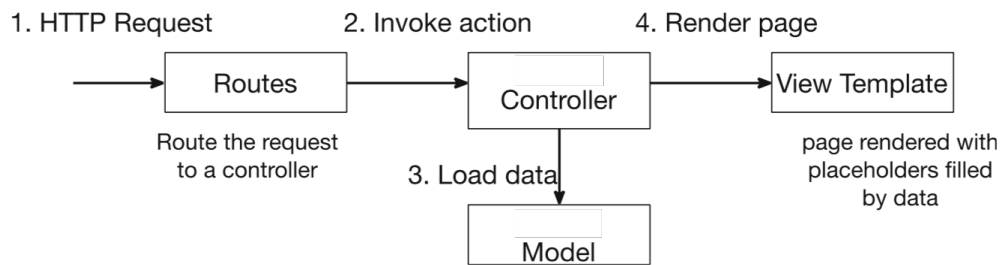 1. HTTP Request
2. Invoke action
4. Render page
Routes
Controller
View Template
Route the request
to a controller
page rendered with
placeholders filled
by data
3. Load data
Model